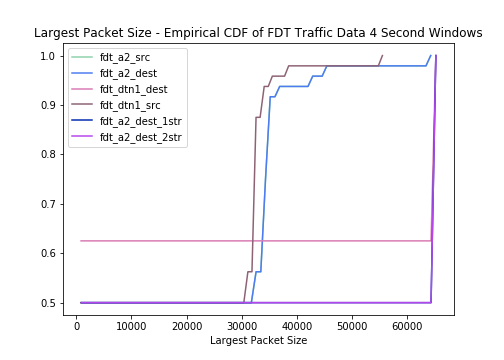 Largest Packet Size - Empirical CDF of FDT Traffic Data 4 Second Windows
1.0
0.9
0.8
0.7
0.6
0.5
fdt_a2_src
fdt_a2_dest
fdt_dtn1_dest
fdt_dtn1_src
fdt_a2_dest_1str
fdt_a2_dest_2str
0 10000 20000 30000 40000 50000 60000
Largest Packet Size